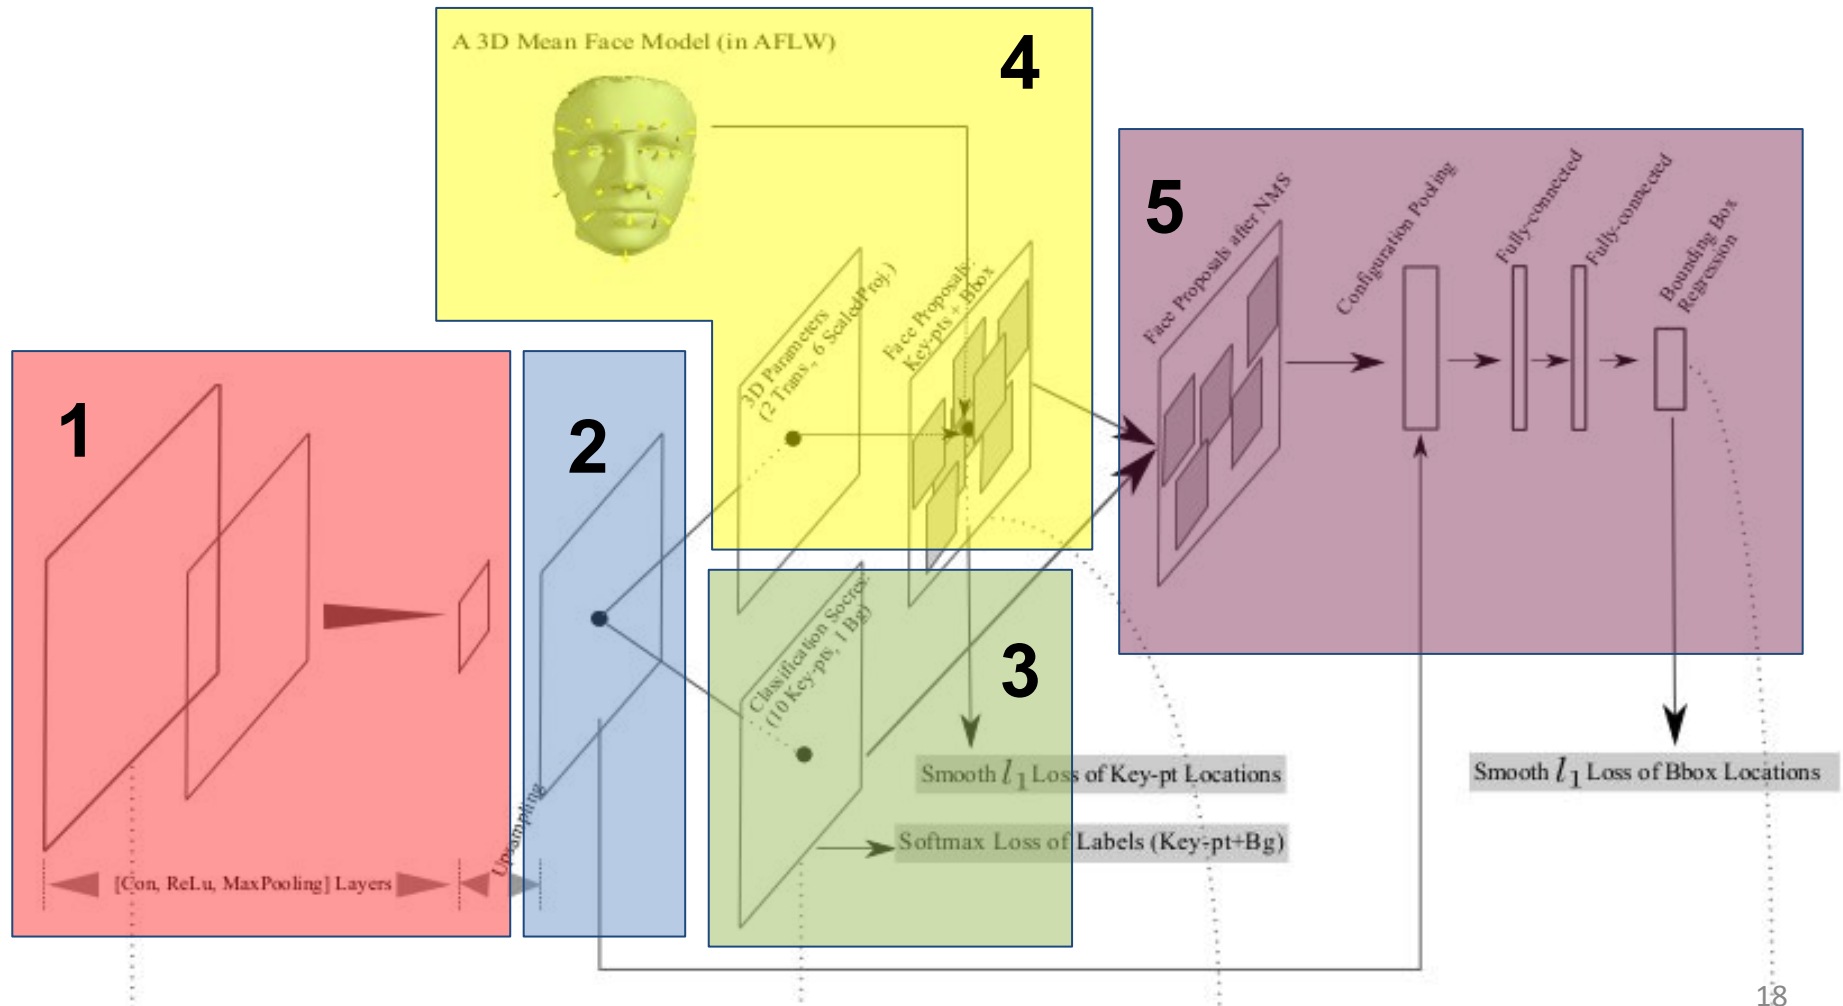 A 3D Mean Face Model (in AFLW)
4
5
1
2
3
3D Parameters
(2 Trans., 6 ScaledProj.)
Face Proposals:
Key-pts + Bbox
Face Proposals after NMS
Configuration Pooling
Fully-connected
Fully-connected
Bounding Box
Regression
Classification Socres:
(10 Key-pts, 1 Bg)
Upsampling
[Con, ReLu, MaxPooling] Layers
Smooth l1 Loss of Key-pt Locations
Softmax Loss of Labels (Key-pt+Bg)
Smooth l1 Loss of Bbox Locations
18